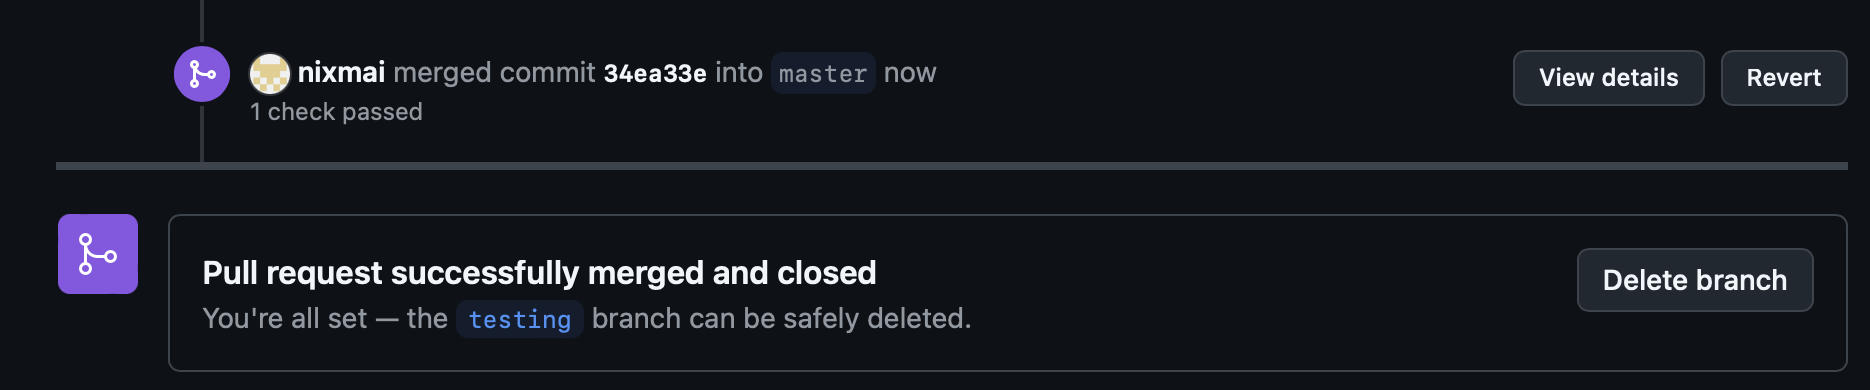 nixmai merged commit 34ea33e into master now
View details
Revert
1 check passed
Pull request successfully merged and closed
Delete branch
You're all set — the testing branch can be safely deleted.